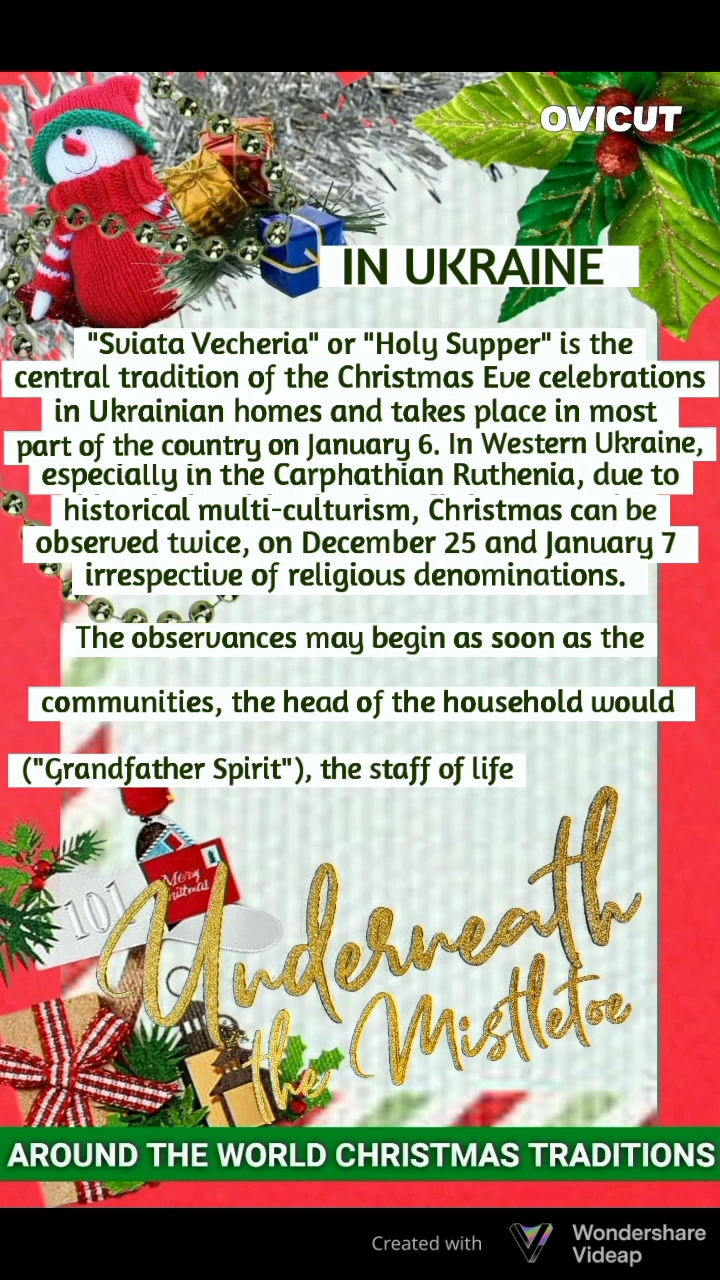 OVICUT
IN UKRAINE
"Sviata Vecheria" or "Holy Supper" is the
central tradition of the Christmas Eve celebrations
in Ukrainian homes and takes place in most
part of the country on January 6. In Western Ukraine,
especially in the Carphathian Ruthenia, due to
historical multi-culturism, Christmas can be
observed twice, on December 25 and January 7
irrespective of religious denominations.
The observances may begin as soon as the
communities, the head of the household would
("Grandfather Spirit"), the staff of life
Merry
Christmas
101
Underneath
the Mistletoe
AROUND THE WORLD CHRISTMAS TRADITIONS
Created with
Wondershare
Videap